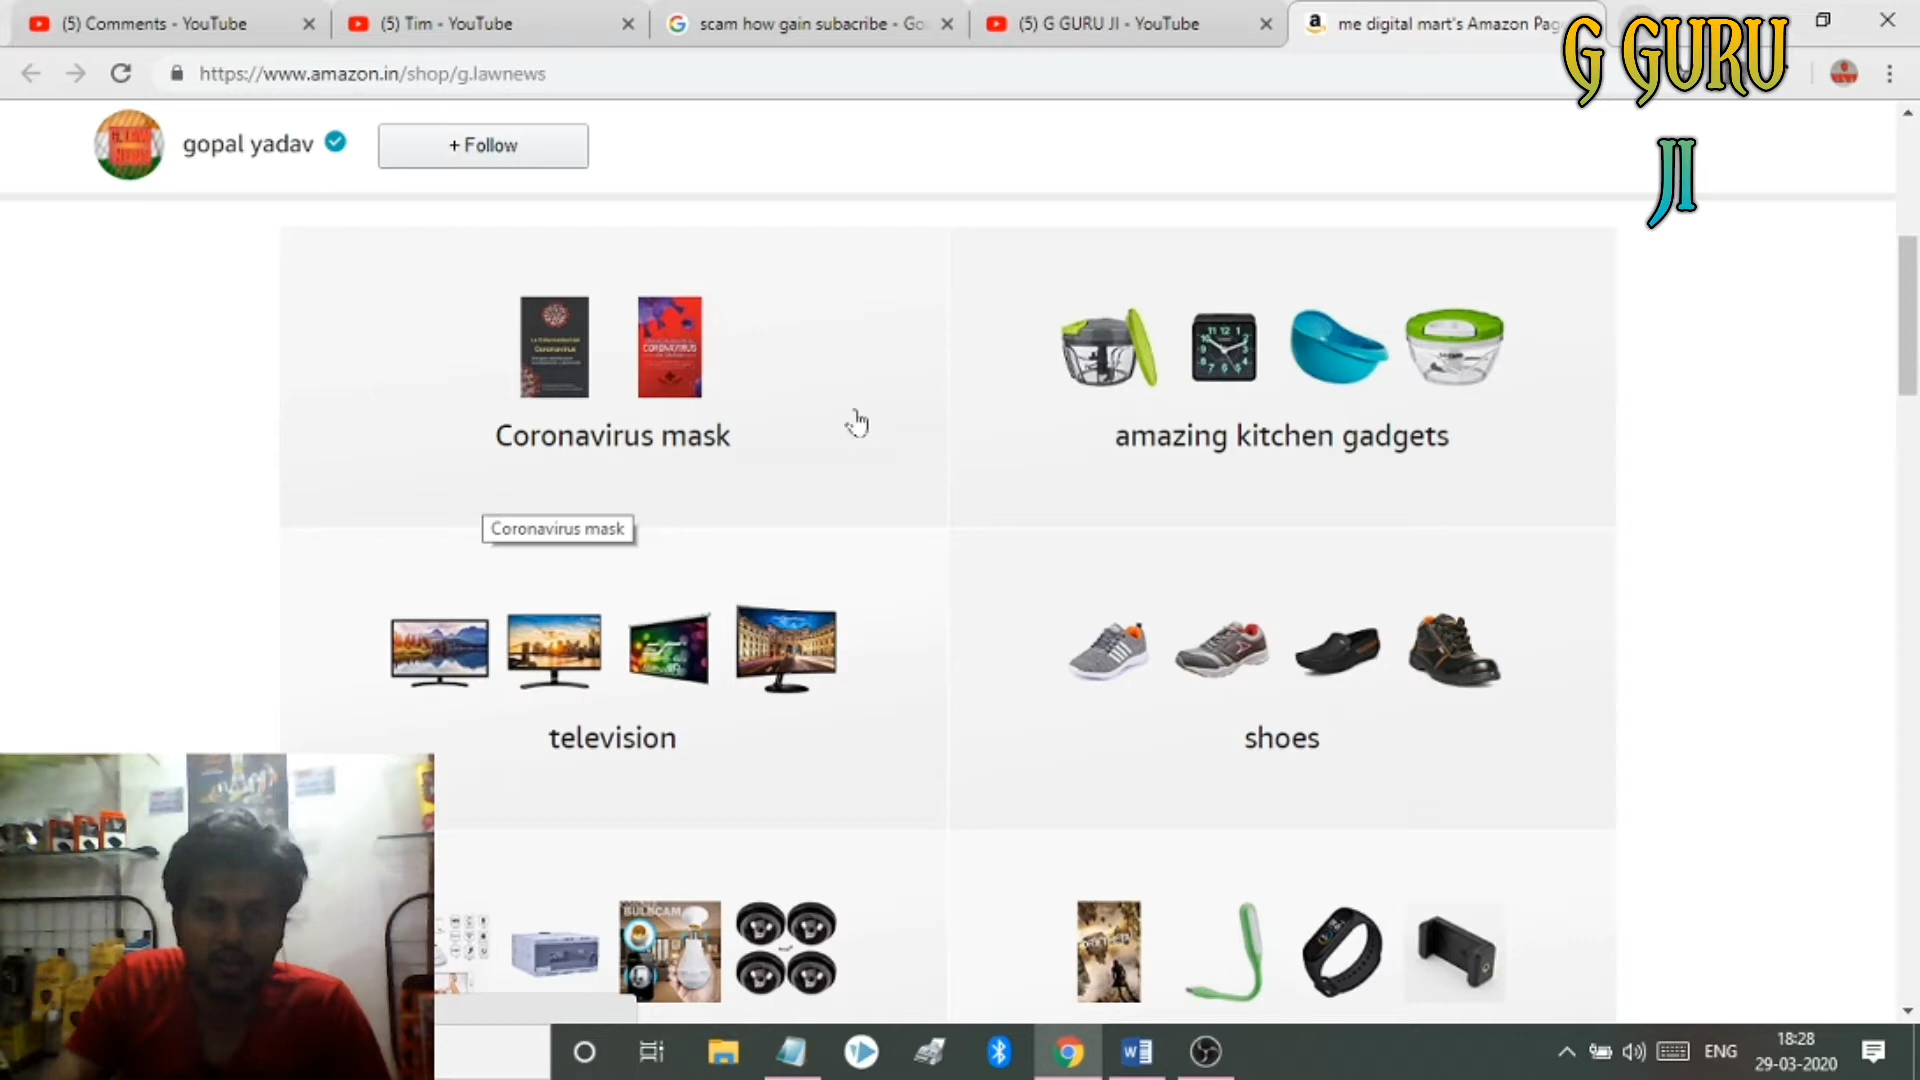 (5) Comments - YouTube
(5) Tim - YouTube
scam how gain subacribe - Go
(5) G GURU JI - YouTube
me digital mart's Amazon Pag
https://www.amazon.in/shop/g.lawnews
G GURU
JI
gopal yadav
+ Follow
CORONAVIRUS
Coronavirus mask
amazing kitchen gadgets
Coronavirus mask
television
shoes
BULBCAM
ENG
18:28
29-03-2020